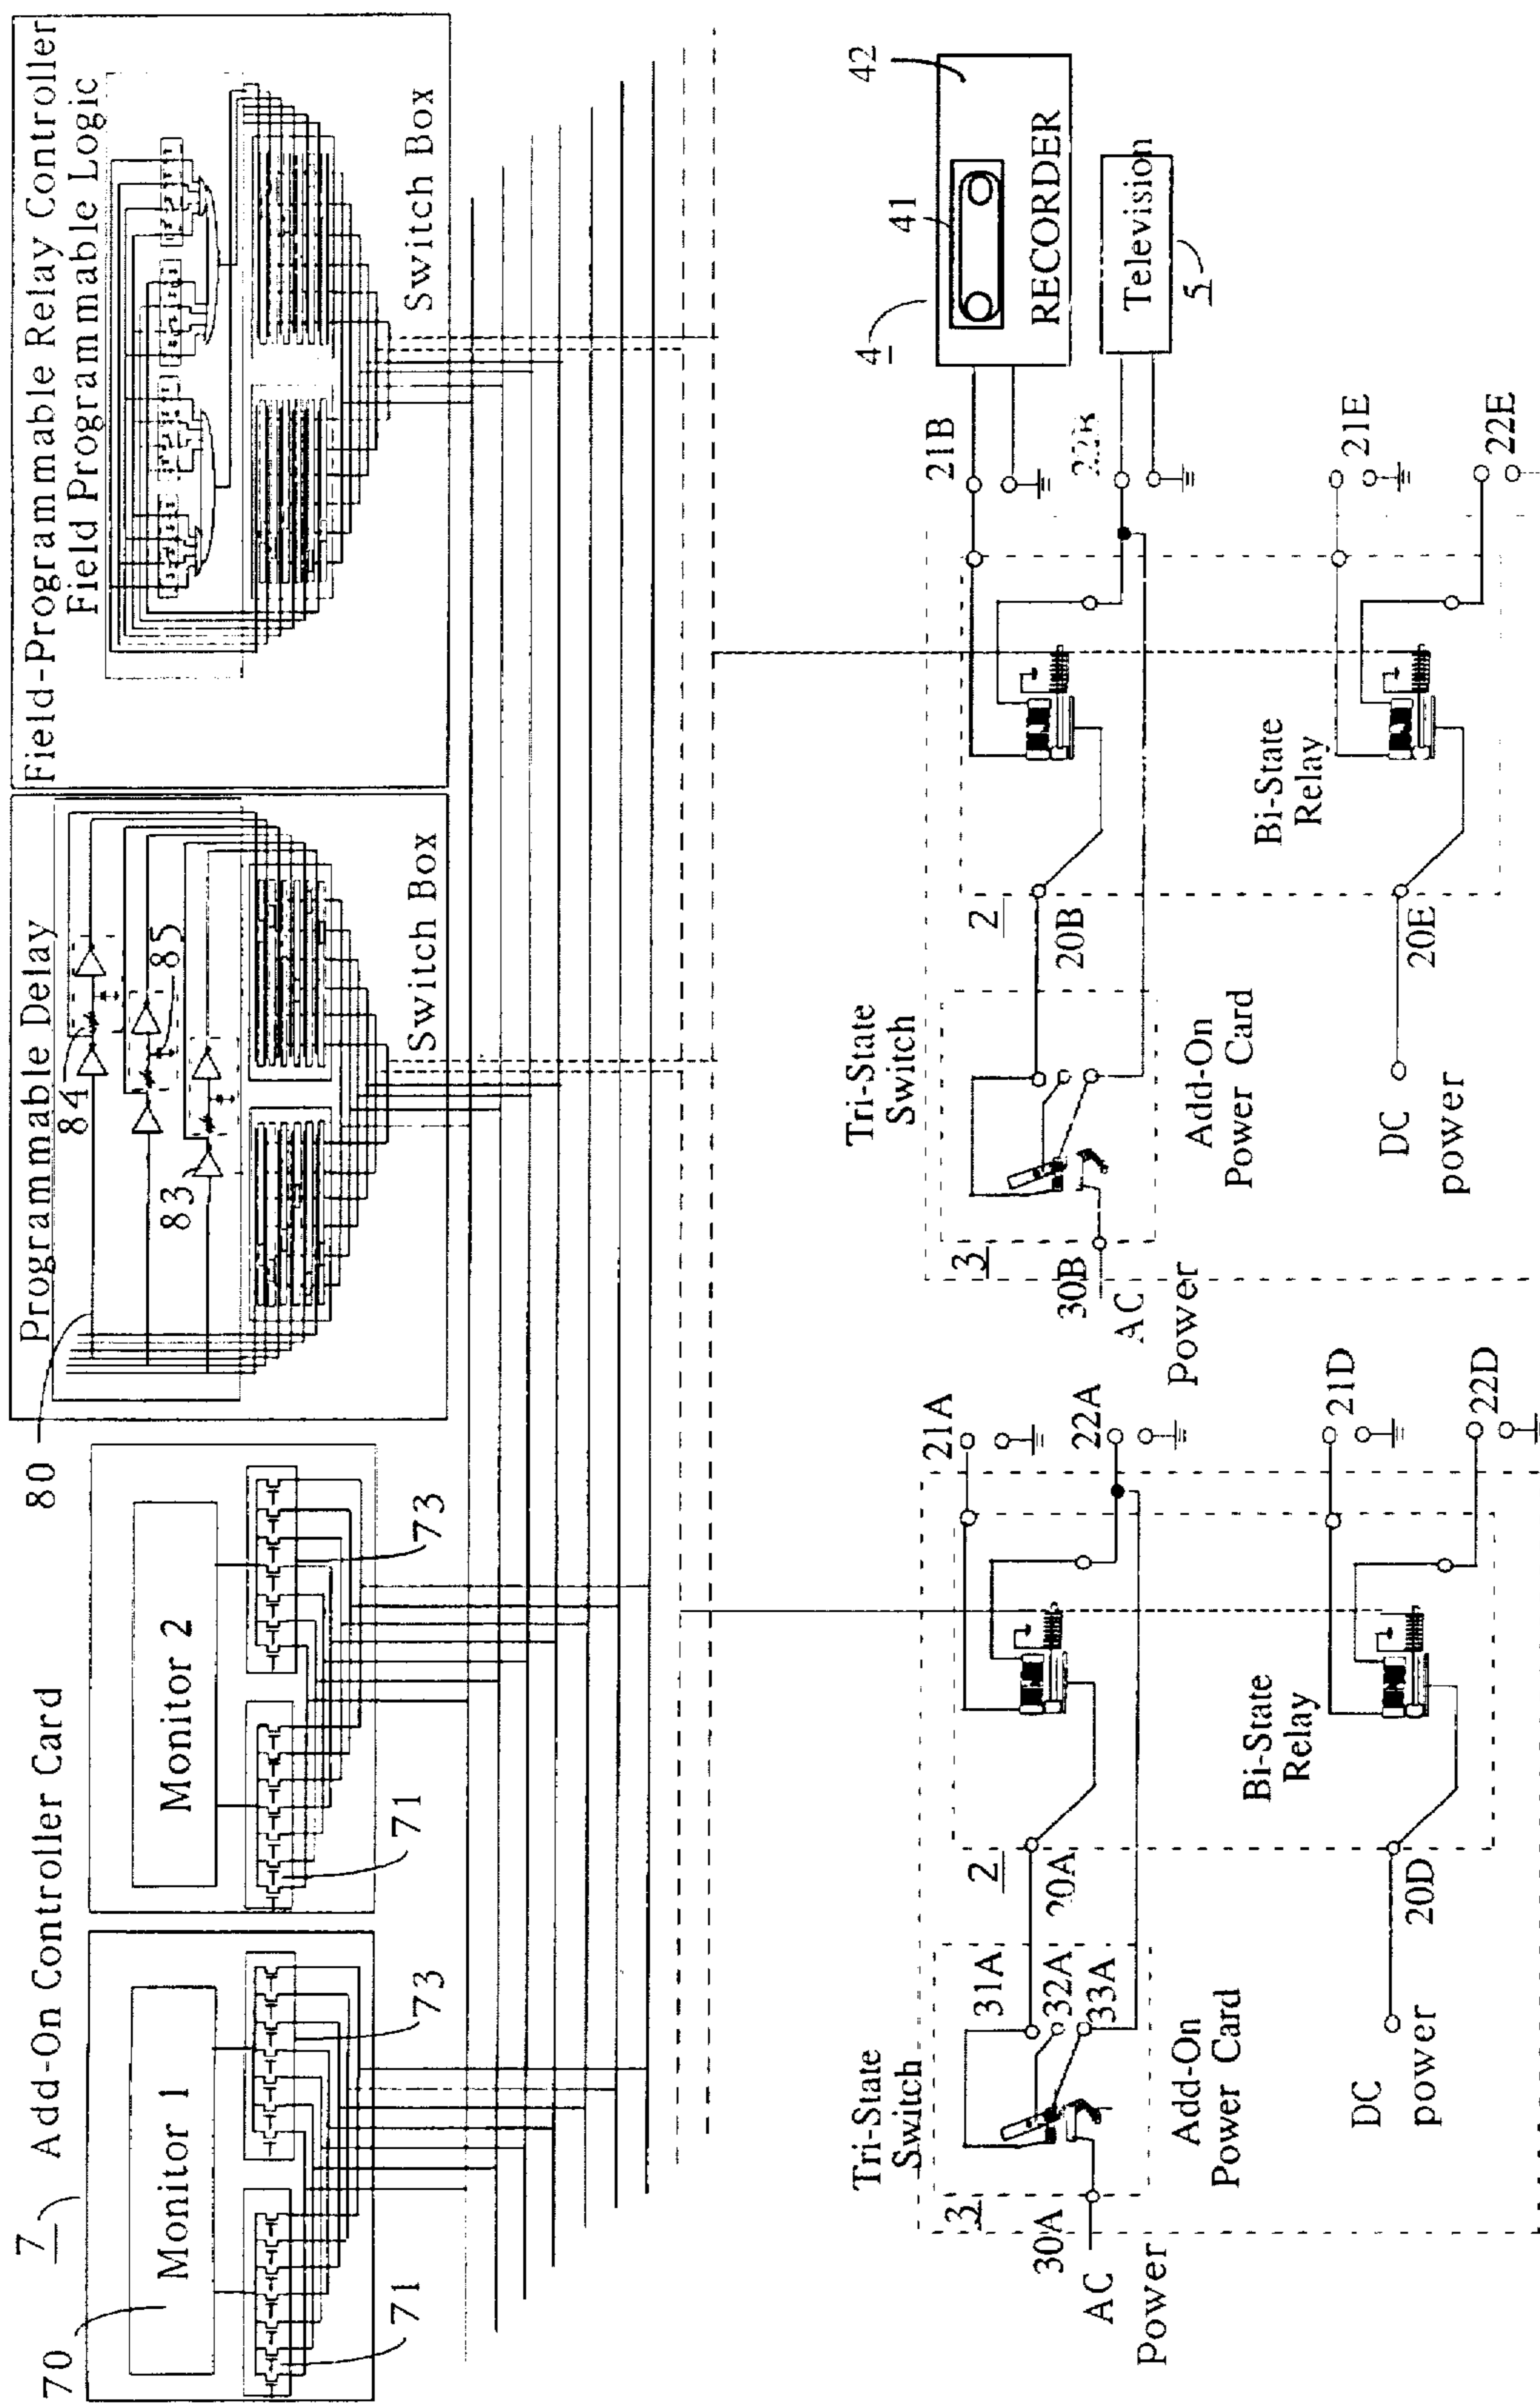 7
Add-On Controller Card
70
Monitor 1
71
73
Monitor 2
71
73
80
Programmable Delay
83
84
85
Switch Box
Field-Programmable Relay Controller
Field Programmable Logic
Switch Box
Tri-State
Switch
3
30A
AC
Power
31A
32A
33A
Add-On
Power Card
2
20A
21A
22A
Bi-State
Relay
DC
power
20D
21D
22D
Tri-State
Switch
3
30B
AC
Power
Add-On
Power Card
2
20B
21B
4
41
42
RECORDER
Television
5
Bi-State
Relay
DC
power
20E
21E
22E